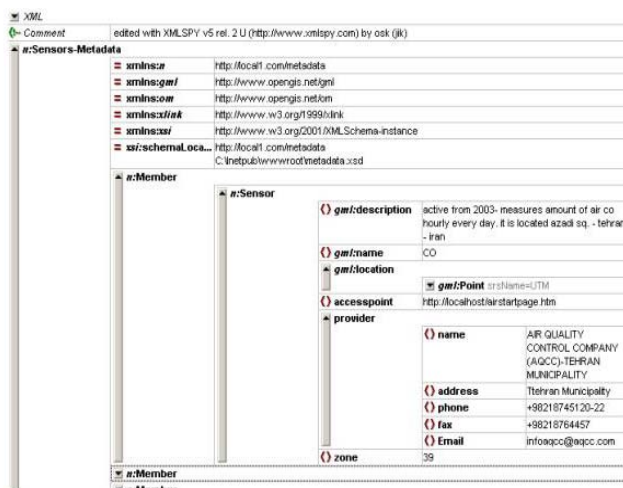 XML
Comment edited with XMLSPY v5 rel. 2 U (http://www.xmlspy.com) by osk (jik)
n:Sensors-Metadata
= xmlns:n http://local1.com/metadata
= xmlns:gml http://www.opengis.net/gml
= xmlns:om http://www.opengis.net/om
= xmlns:xlink http://www.w3.org/1999/xlink
= xmlns:xsi http://www.w3.org/2001/XMLSchema-instance
= xsi:schemaLoca... http://local1.com/metadata
C:\Inetpub\wwwroot\metadata.xsd
n:Member
n:Sensor
() gml:description active from 2003- measures amount of air co
hourly every day. it is located azadi sq. - tehran
- iran
() gml:name CO
gml:location
gml:Point srsName=UTM
() accesspoint http://localhost/airstartpage.htm
provider
() name AIR QUALITY
CONTROL COMPANY
(AQCC)-TEHRAN
MUNICIPALITY
() address Ttehran Municipality
() phone +98218745120-22
() fax +98218764457
() Email infoaqcc@aqcc.com
() zone 39
n:Member